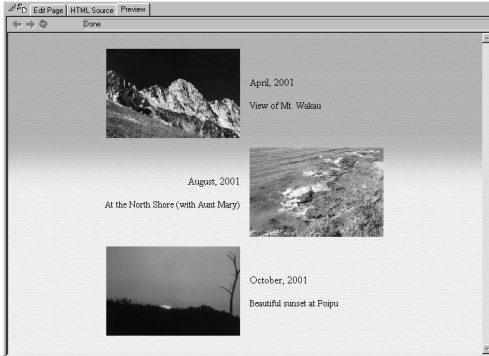 Edit Page
HTML Source
Preview
Done
April, 2001
View of Mt. Wakau
August, 2001
At the North Shore (with Aunt Mary)
October, 2001
Beautiful sunset at Poipu